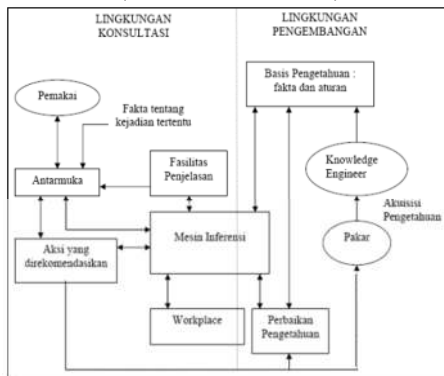 LINGKUNGAN
KONSULTASI
LINGKUNGAN
PENGEMBANGAN
Pemakai
Fakta tentang
kejadian tertentu
Basis Pengetahuan :
fakta dan aturan
Antarmuka
Fasilitas
Penjelasan
Knowledge
Engineer
Akuisisi
Pengetahuan
Aksi yang
direkomendasikan
Mesin Inferensi
Pakar
Workplace
Perbaikan
Pengetahuan